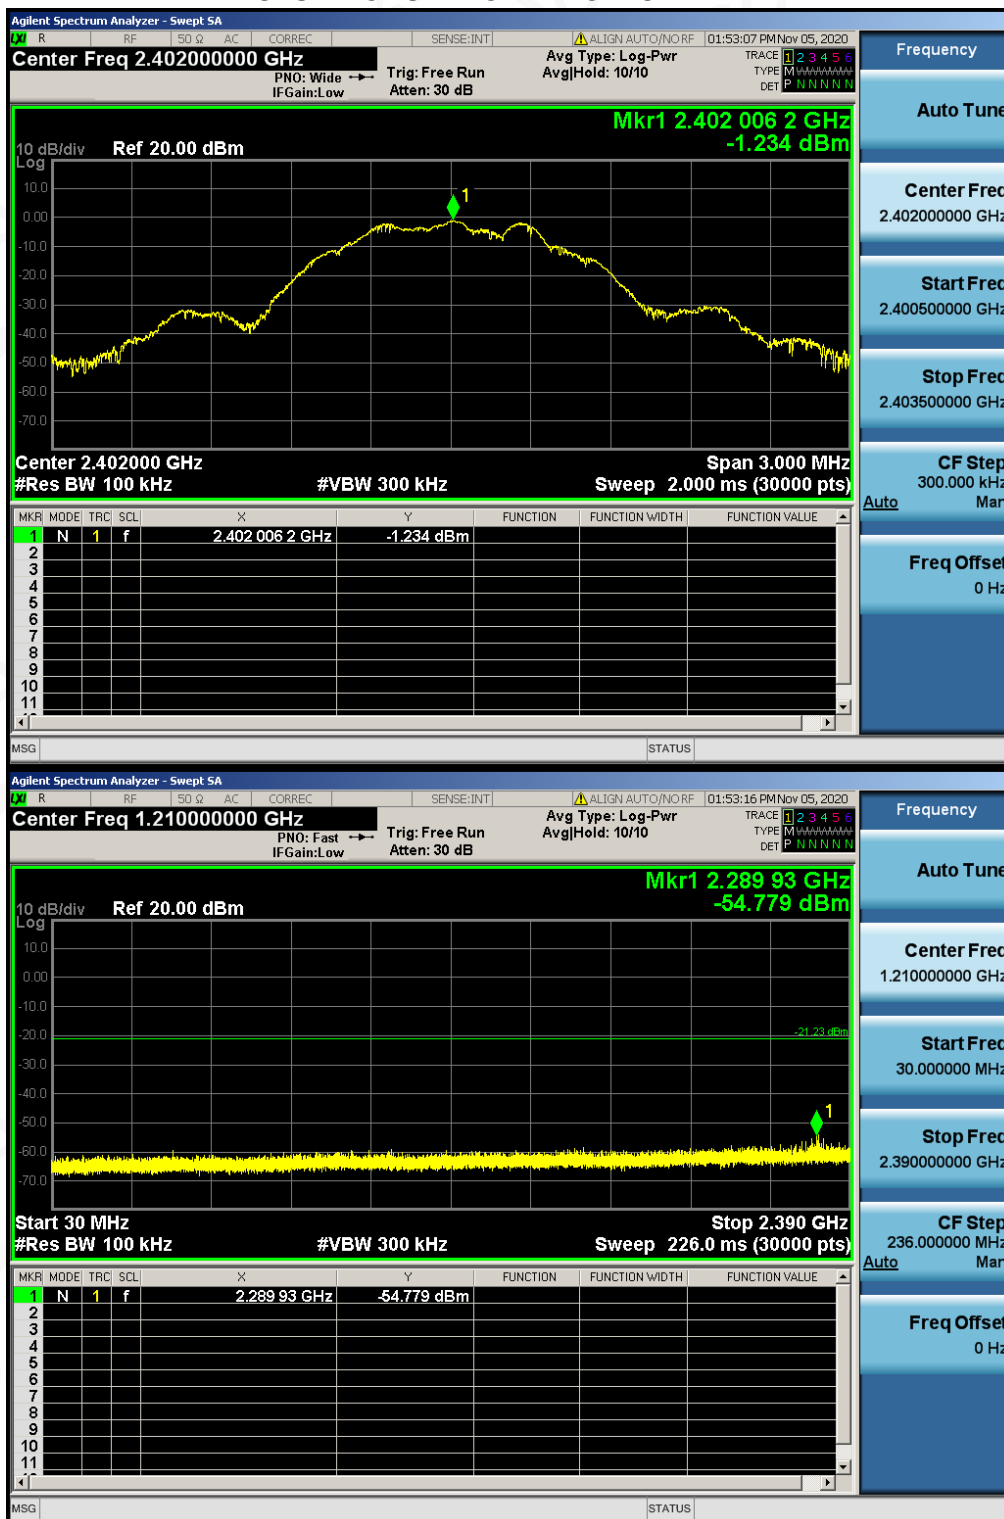 Agilent Spectrum Analyzer - Swept SA
LXI R RF 50 Ω AC CORREC SENSE:INT ALIGN AUTO/NO RF 01:53:07 PM Nov 05, 2020
Center Freq 2.402000000 GHz
PNO: Wide
IFGain:Low
Trig: Free Run
Atten: 30 dB
Avg Type: Log-Pwr
Avg|Hold: 10/10
TRACE 1 2 3 4 5 6
TYPE M
DET P N N N N N
Mkr1 2.402 006 2 GHz
-1.234 dBm
10 dB/div Ref 20.00 dBm
Log
10.0
0.00
-10.0
-20.0
-30.0
-40.0
-50.0
-60.0
-70.0
1
Center 2.402000 GHz Span 3.000 MHz
#Res BW 100 kHz #VBW 300 kHz Sweep 2.000 ms (30000 pts)
MKR MODE TRC SCL X Y FUNCTION FUNCTION WIDTH FUNCTION VALUE
1 N 1 f 2.402 006 2 GHz -1.234 dBm
2
3
4
5
6
7
8
9
10
11
MSG STATUS
Frequency
Auto Tune
Center Freq
2.402000000 GHz
Start Freq
2.400500000 GHz
Stop Freq
2.403500000 GHz
CF Step
300.000 kHz
Auto Man
Freq Offset
0 Hz
Agilent Spectrum Analyzer - Swept SA
LXI R RF 50 Ω AC CORREC SENSE:INT ALIGN AUTO/NO RF 01:53:16 PM Nov 05, 2020
Center Freq 1.210000000 GHz
PNO: Fast
IFGain:Low
Trig: Free Run
Atten: 30 dB
Avg Type: Log-Pwr
Avg|Hold: 10/10
TRACE 1 2 3 4 5 6
TYPE M
DET P N N N N N
Mkr1 2.289 93 GHz
-54.779 dBm
10 dB/div Ref 20.00 dBm
Log
10.0
0.00
-10.0
-20.0
-30.0
-40.0
-50.0
-60.0
-70.0
-21.23 dBm
1
Start 30 MHz Stop 2.390 GHz
#Res BW 100 kHz #VBW 300 kHz Sweep 226.0 ms (30000 pts)
MKR MODE TRC SCL X Y FUNCTION FUNCTION WIDTH FUNCTION VALUE
1 N 1 f 2.289 93 GHz -54.779 dBm
2
3
4
5
6
7
8
9
10
11
MSG STATUS
Frequency
Auto Tune
Center Freq
1.210000000 GHz
Start Freq
30.000000 MHz
Stop Freq
2.390000000 GHz
CF Step
236.000000 MHz
Auto Man
Freq Offset
0 Hz